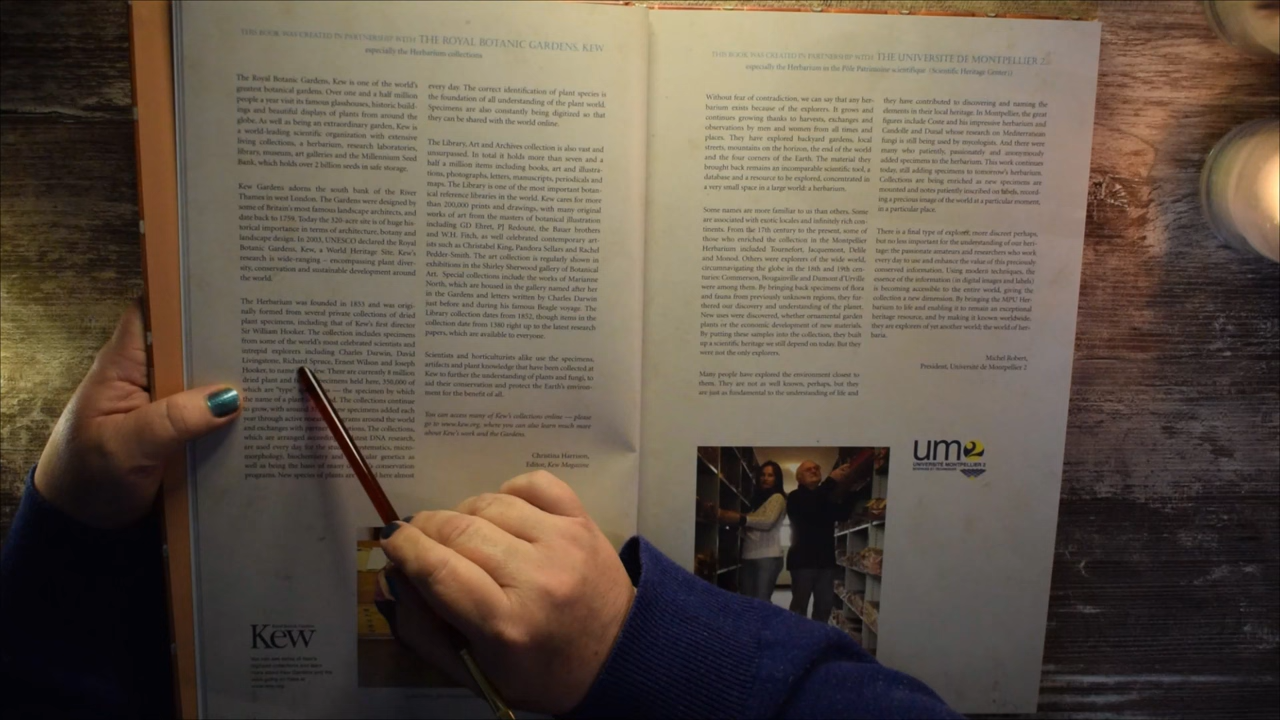 THIS BOOK WAS CREATED IN PARTNERSHIP WITH THE ROYAL BOTANIC GARDENS, KEW
especially the Herbarium collections
The Royal Botanic Gardens, Kew is one of the world's
greatest botanical gardens. Over one and a half million
people a year visit its famous glasshouses, historic build-
ings and beautiful displays of plants from around the
globe. As well as being an extraordinary garden, Kew is
a world-leading scientific organization with extensive
living collections, a herbarium, research laboratories,
library, museum, art galleries and the Millennium Seed
Bank, which holds over 2 billion seeds in safe storage.
Kew Gardens adorns the south bank of the River
Thames in west London. The Gardens were designed by
some of Britain's most famous landscape architects, and
date back to 1759. Today the 320-acre site is of huge his-
torical importance in terms of architecture, botany and
landscape design. In 2003, UNESCO declared the Royal
Botanic Gardens, Kew, a World Heritage Site. Kew's
research is wide-ranging – encompassing plant diver-
sity, conservation and sustainable development around
the world.
The Herbarium was founded in 1853 and was origi-
nally formed from several private collections of dried
plant specimens, including that of Kew's first director
Sir William Hooker. The collection includes specimens
from some of the world's most celebrated scientists and
intrepid explorers including Charles Darwin, David
Livingstone, Richard Spruce, Ernest Wilson and Joseph
Hooker, to name few. There are currently 8 million
dried plant and specimens held here, 350,000 of
which are "type" — the specimen by which
the name of a plant The collections continue
to grow, with new specimens added each
year through active programs around the world
and exchanges with The collections,
which are arranged latest DNA research,
are used every day for the systematics, micro-
morphology, biochemistry genetics as
well as being the basis of conservation
programs. New species of plants are here almost
every day. The correct identification of plant species is
the foundation of all understanding of the plant world.
Specimens are also constantly being digitized so that
they can be shared with the world online.
The Library, Art and Archives collection is also vast and
unsurpassed. In total it holds more than seven and a
half a million items including books, art and illustra-
tions, photographs, letters, manuscripts, periodicals and
maps. The Library is one of the most important botan-
ical reference libraries in the world. Kew cares for more
than 200,000 prints and drawings, with many original
works of art from the masters of botanical illustration
including GD Ehret, PJ Redouté, the Bauer brothers
and W.H. Fitch, as well celebrated contemporary art-
ists such as Christabel King, Pandora Sellars and Rachel
Pedder-Smith. The art collection is regularly shown in
exhibitions in the Shirley Sherwood gallery of Botanical
Art. Special collections include the works of Marianne
North, which are housed in the gallery named after her
in the Gardens and letters written by Charles Darwin
just before and during his famous Beagle voyage. The
Library collection dates from 1852, though items in the
collection date from 1380 right up to the latest research
papers, which are available to everyone.
Scientists and horticulturists alike use the specimens,
artifacts and plant knowledge that have been collected at
Kew to further the understanding of plants and fungi, to
aid their conservation and protect the Earth's environ-
ment for the benefit of all.
You can access many of Kew's collections online — please
go to www.kew.org, where you can also learn much more
about Kew's work and the Gardens.
Christina Harrison,
Editor, Kew Magazine
Kew
THIS BOOK WAS CREATED IN PARTNERSHIP WITH THE UNIVERSITE DE MONTPELLIER 2,
especially the Herbarium in the Pôle Patrimoine scientifique (Scientific Heritage Center)
Without fear of contradiction, we can say that any her-
barium exists because of the explorers. It grows and
continues growing thanks to harvests, exchanges and
observations by men and women from all times and
places. They have explored backyard gardens, local
streets, mountains on the horizon, the end of the world
and the four corners of the Earth. The material they
brought back remains an incomparable scientific tool, a
database and a resource to be explored, concentrated in
a very small space in a large world: a herbarium.
Some names are more familiar to us than others. Some
are associated with exotic locales and infinitely rich con-
tinents. From the 17th century to the present, some of
those who enriched the collection in the Montpellier
Herbarium included Tournefort, Jacquemont, Delile
and Monod. Others were explorers of the wide world,
circumnavigating the globe in the 18th and 19th cen-
turies: Commerson, Bougainville and Dumont d'Urville
were among them. By bringing back species of flora
and fauna from previously unknown regions, they fur-
thered our discovery and understanding of the planet.
New uses were discovered, whether ornamental garden
plants or the economic development of new materials.
By putting these samples into the collection, they built
up a scientific heritage we still depend on today. But they
were not the only explorers.
Many people have explored the environment closer to
them. They are not as well known, perhaps, but they
are just as fundamental to the understanding of life and
they have contributed to discovering and naming the
elements in their local heritage. In Montpellier, the great
figures include Coste and his impressive herbarium and
Candolle and Dunal whose research on Mediterranean
fungi is still being used by mycologists. And there were
many who patiently, passionately and anonymously
added specimens to the herbarium. This work continues
today, still adding specimens to tomorrow's herbarium.
Collections are being enriched as new specimens are
mounted and notes patiently inscribed on labels, record-
ing a precious image of the world at a particular moment,
in a particular place.
There is a final type of explorer, more discret perhaps,
but no less important for the understanding of our heri-
tage: the passionate amateurs and researchers who work
every day to use and enhance the value of this previously
conserved information. Using modern techniques, the
essence of the information (in digital images and labels)
is becoming accessible to the entire world, giving the
collection a new dimension. By bringing the MPU Her-
barium to life and enabling it to remain an exceptional
heritage resource, and by making it known worldwide,
they are explorers of yet another world; the world of her-
baria.
Michel Robert,
President, Université de Montpellier 2
um2
UNIVERSITÉ MONTPELLIER 2